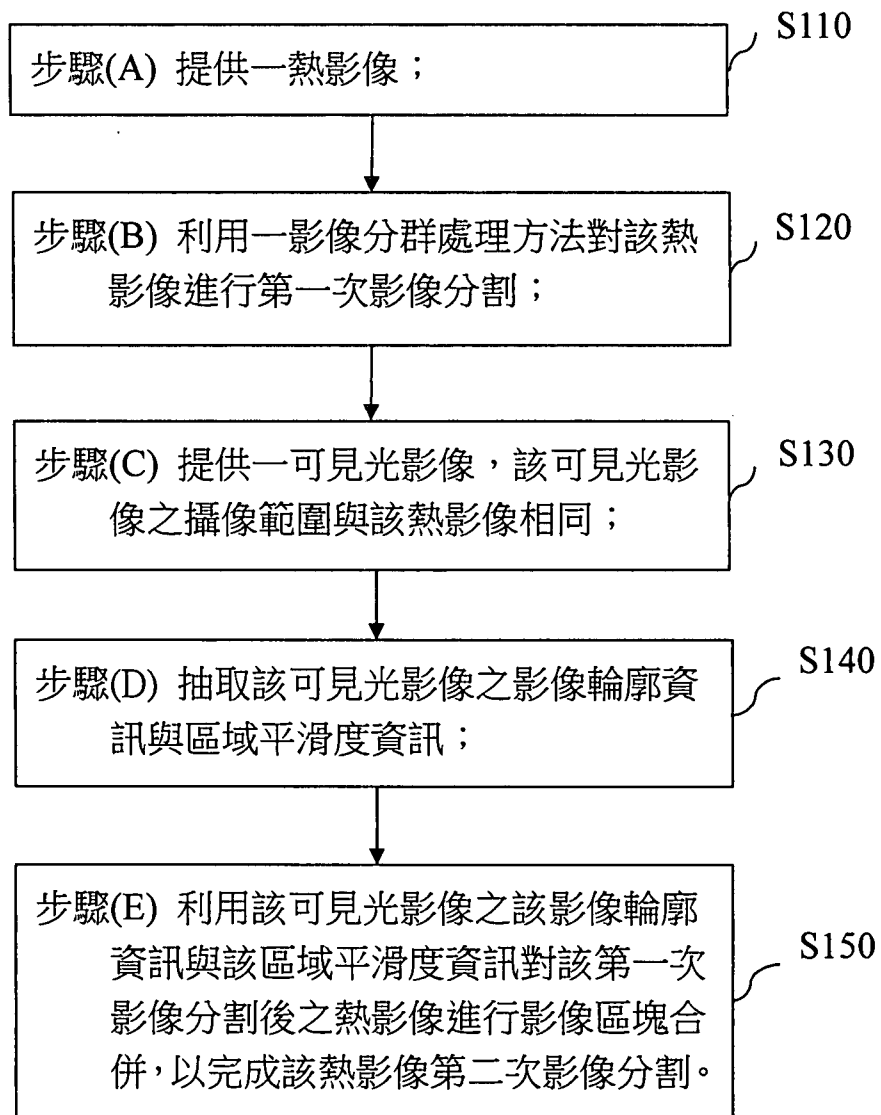 S110
步驟(A) 提供一熱影像；
S120
步驟(B) 利用一影像分群處理方法對該熱
影像進行第一次影像分割；
S130
步驟(C) 提供一可見光影像，該可見光影
像之攝像範圍與該熱影像相同；
S140
步驟(D) 抽取該可見光影像之影像輪廓資
訊與區域平滑度資訊；
S150
步驟(E) 利用該可見光影像之該影像輪廓
資訊與該區域平滑度資訊對該第一次
影像分割後之熱影像進行影像區塊合
併，以完成該熱影像第二次影像分割。